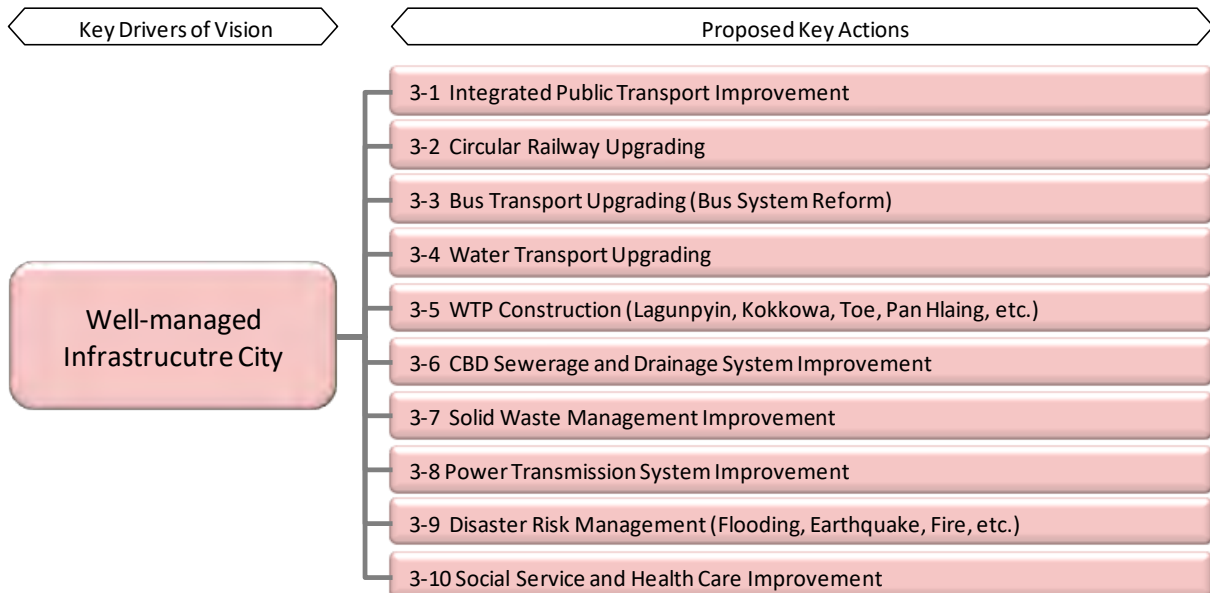 Key Drivers of Vision
Proposed Key Actions
3-1 Integrated Public Transport Improvement
3-2 Circular Railway Upgrading
3-3 Bus Transport Upgrading (Bus System Reform)
3-4 Water Transport Upgrading
Well-managed
Infrastrucutre City
3-5 WTP Construction (Lagunpyin, Kokkowa, Toe, Pan Hlaing, etc.)
3-6 CBD Sewerage and Drainage System Improvement
3-7 Solid Waste Management Improvement
3-8 Power Transmission System Improvement
3-9 Disaster Risk Management (Flooding, Earthquake, Fire, etc.)
3-10 Social Service and Health Care Improvement